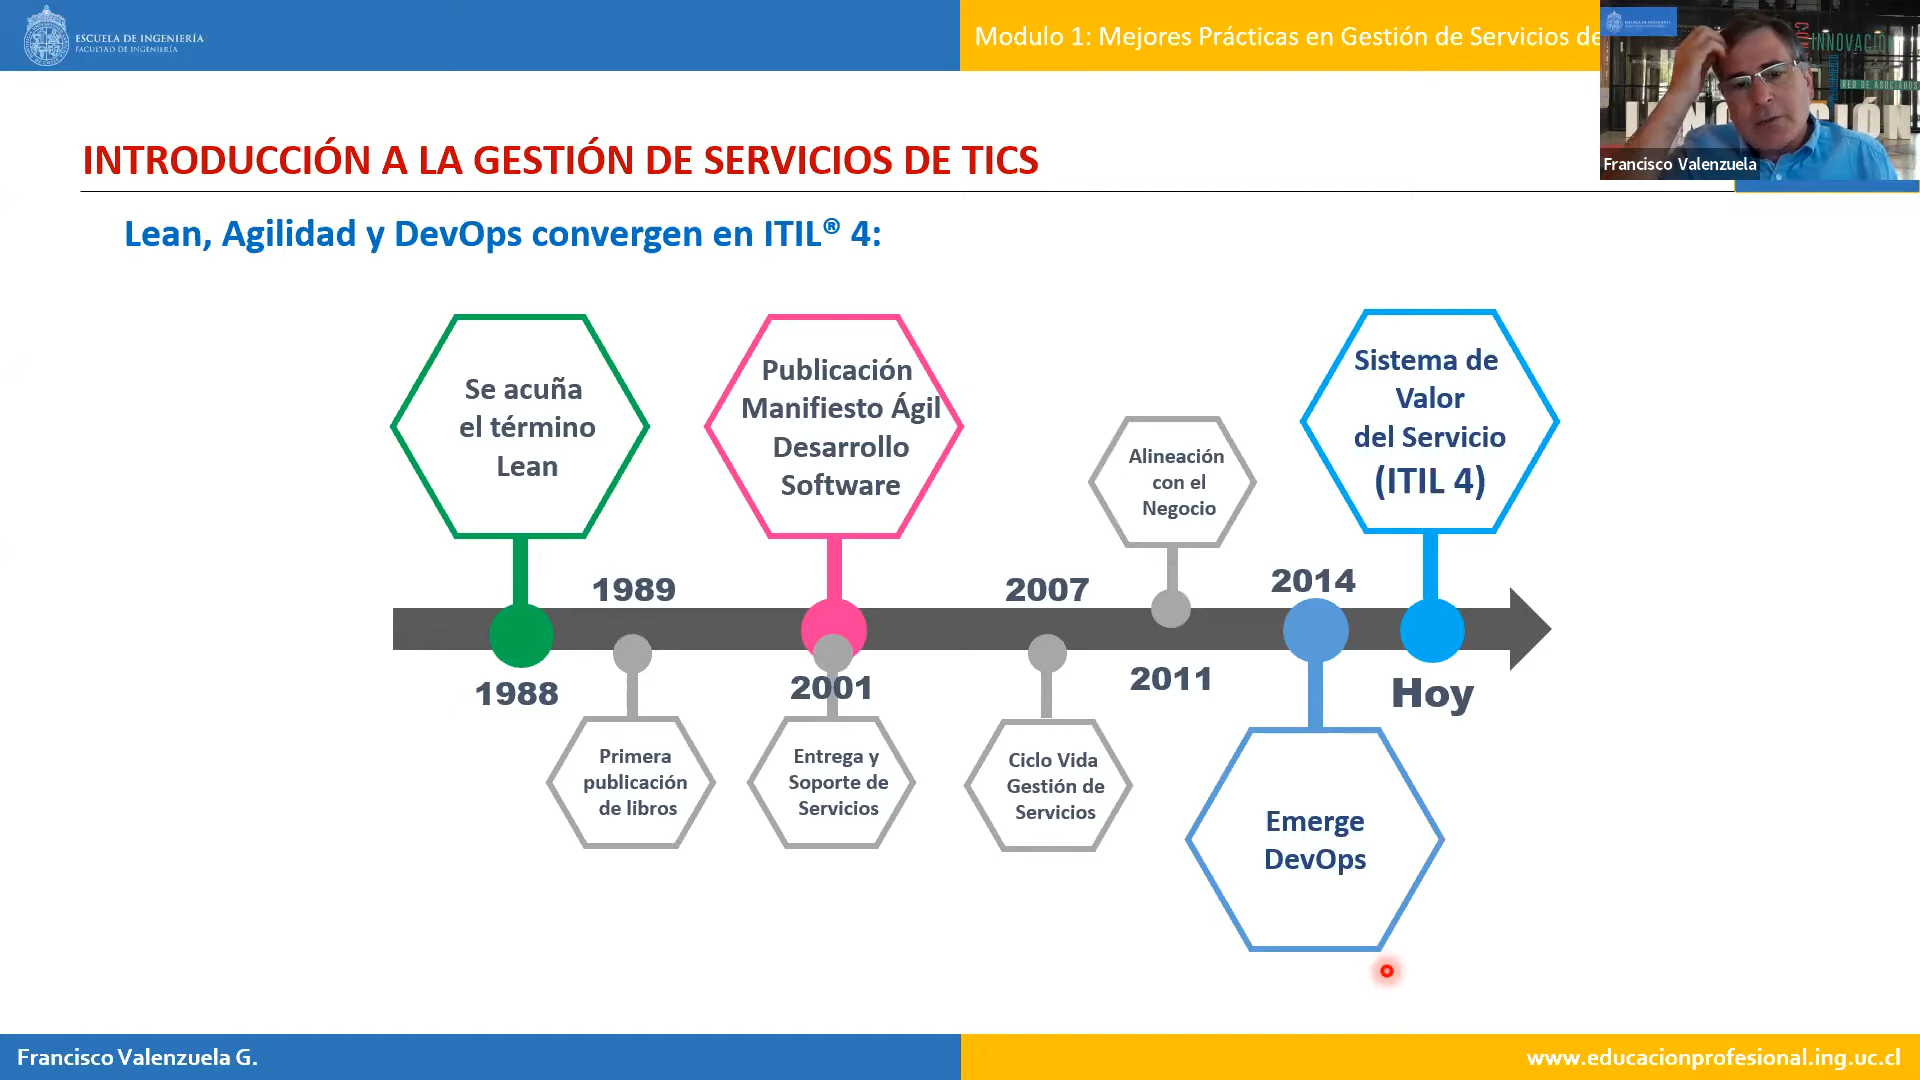 ESCUELA DE INGENIERÍA
FACULTAD DE INGENIERÍA
Modulo 1: Mejores Prácticas en Gestión de Servicios de
INNOVACIÓN
RED DE ASOCIADOS
Francisco Valenzuela
INTRODUCCIÓN A LA GESTIÓN DE SERVICIOS DE TICS
Lean, Agilidad y DevOps convergen en ITIL® 4:
Se acuña
el término
Lean
Publicación
Manifiesto Ágil
Desarrollo
Software
Alineación
con el
Negocio
Sistema de
Valor
del Servicio
(ITIL 4)
1989
2007
2014
1988
2001
2011
Hoy
Primera
publicación
de libros
Entrega y
Soporte de
Servicios
Ciclo Vida
Gestión de
Servicios
Emerge
DevOps
Francisco Valenzuela G.
www.educacionprofesional.ing.uc.cl